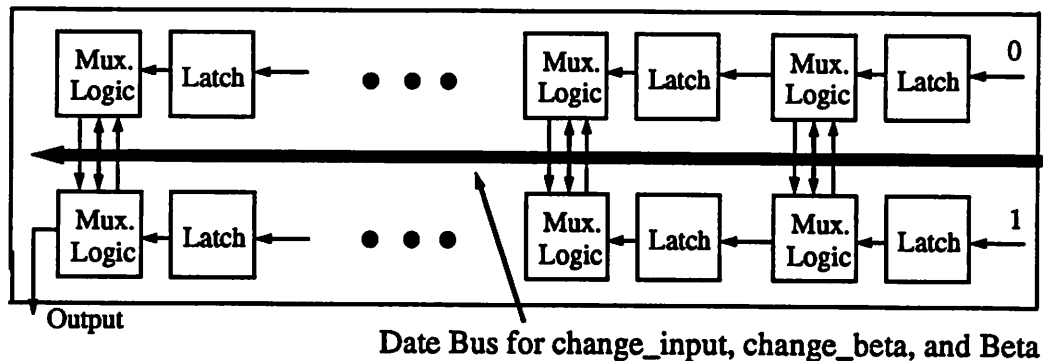 Mux. Logic Latch Mux. Logic Latch Mux. Logic Latch 0
Mux. Logic Latch Mux. Logic Latch Mux. Logic Latch 1
Output
Date Bus for change_input, change_beta, and Beta